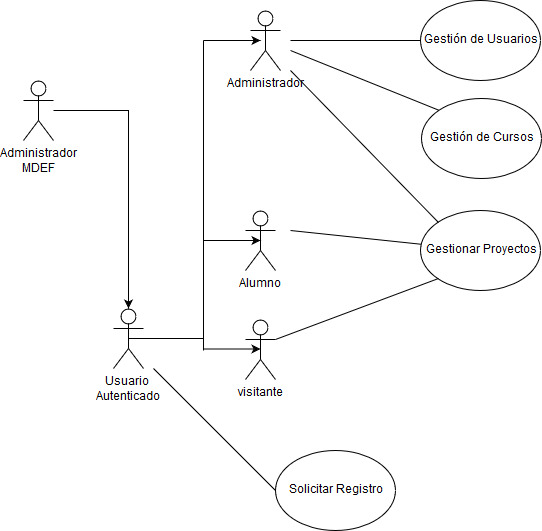 Gestión de Usuarios
Administrador
Gestión de Cursos
Administrador
MDEF
Gestionar Proyectos
Alumno
Usuario
Autenticado
visitante
Solicitar Registro